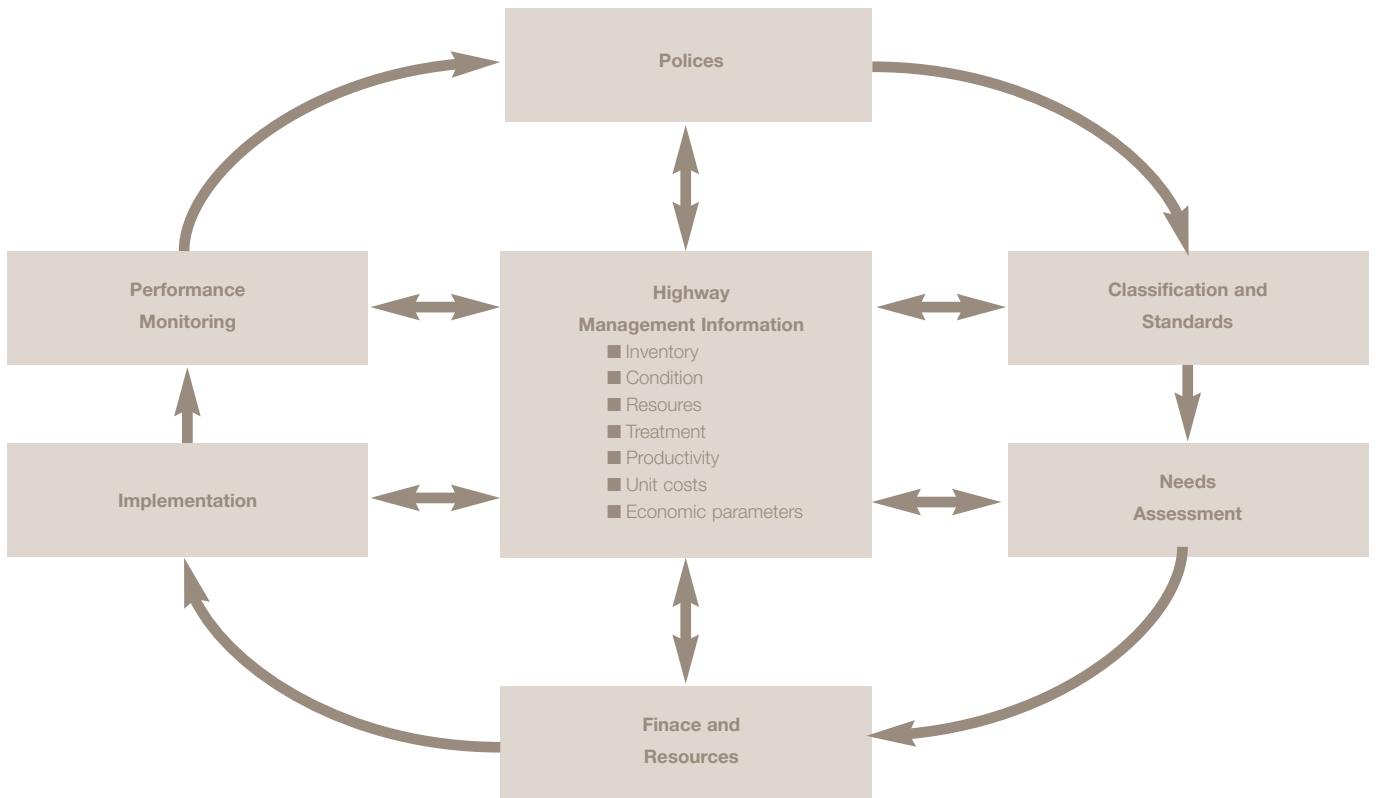 Polices
Performance
Monitoring
Highway
Management Information
■ Inventory
■ Condition
■ Resoures
■ Treatment
■ Productivity
■ Unit costs
■ Economic parameters
Classification and
Standards
Implementation
Needs
Assessment
Finace and
Resources